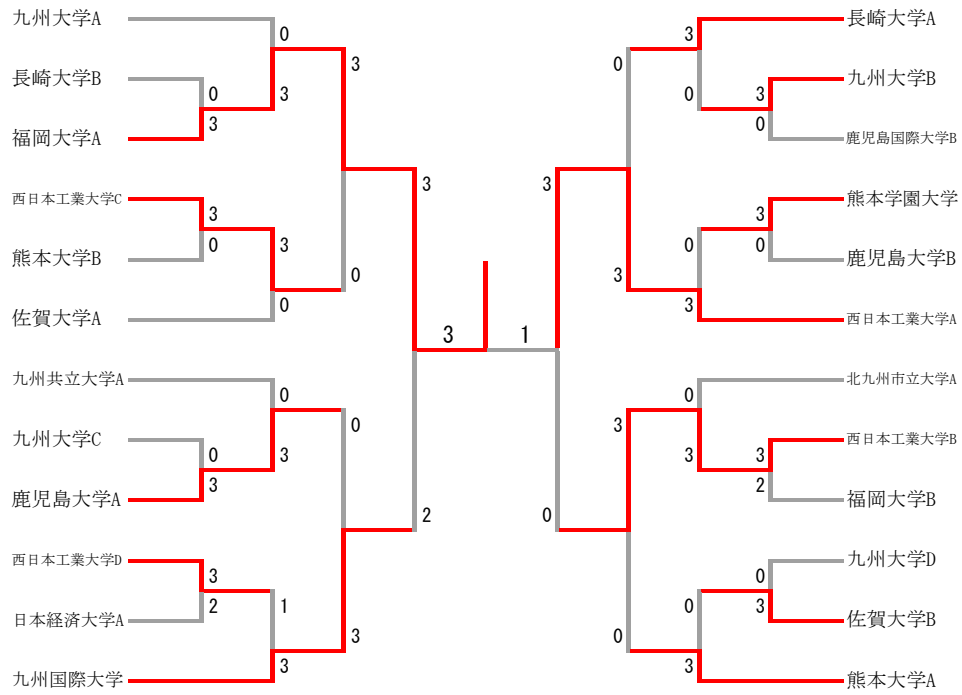 九州大学A
0
長崎大学B
0
3
3
福岡大学A
3
西日本工業大学C
3
0
3
熊本大学B
0
佐賀大学A
3
0
九州共立大学A
0
九州大学C
0
3
3
鹿児島大学A
0
西日本工業大学D
3
2
1
日本経済大学A
3
九州国際大学
3
2
3
1
長崎大学A
3
九州大学B
3
0
0
鹿児島国際大学B
0
熊本学園大学
3
0
0
鹿児島大学B
3
西日本工業大学A
3
3
北九州市立大学A
0
西日本工業大学B
3
2
3
福岡大学B
3
九州大学D
0
3
0
佐賀大学B
3
熊本大学A
0
0